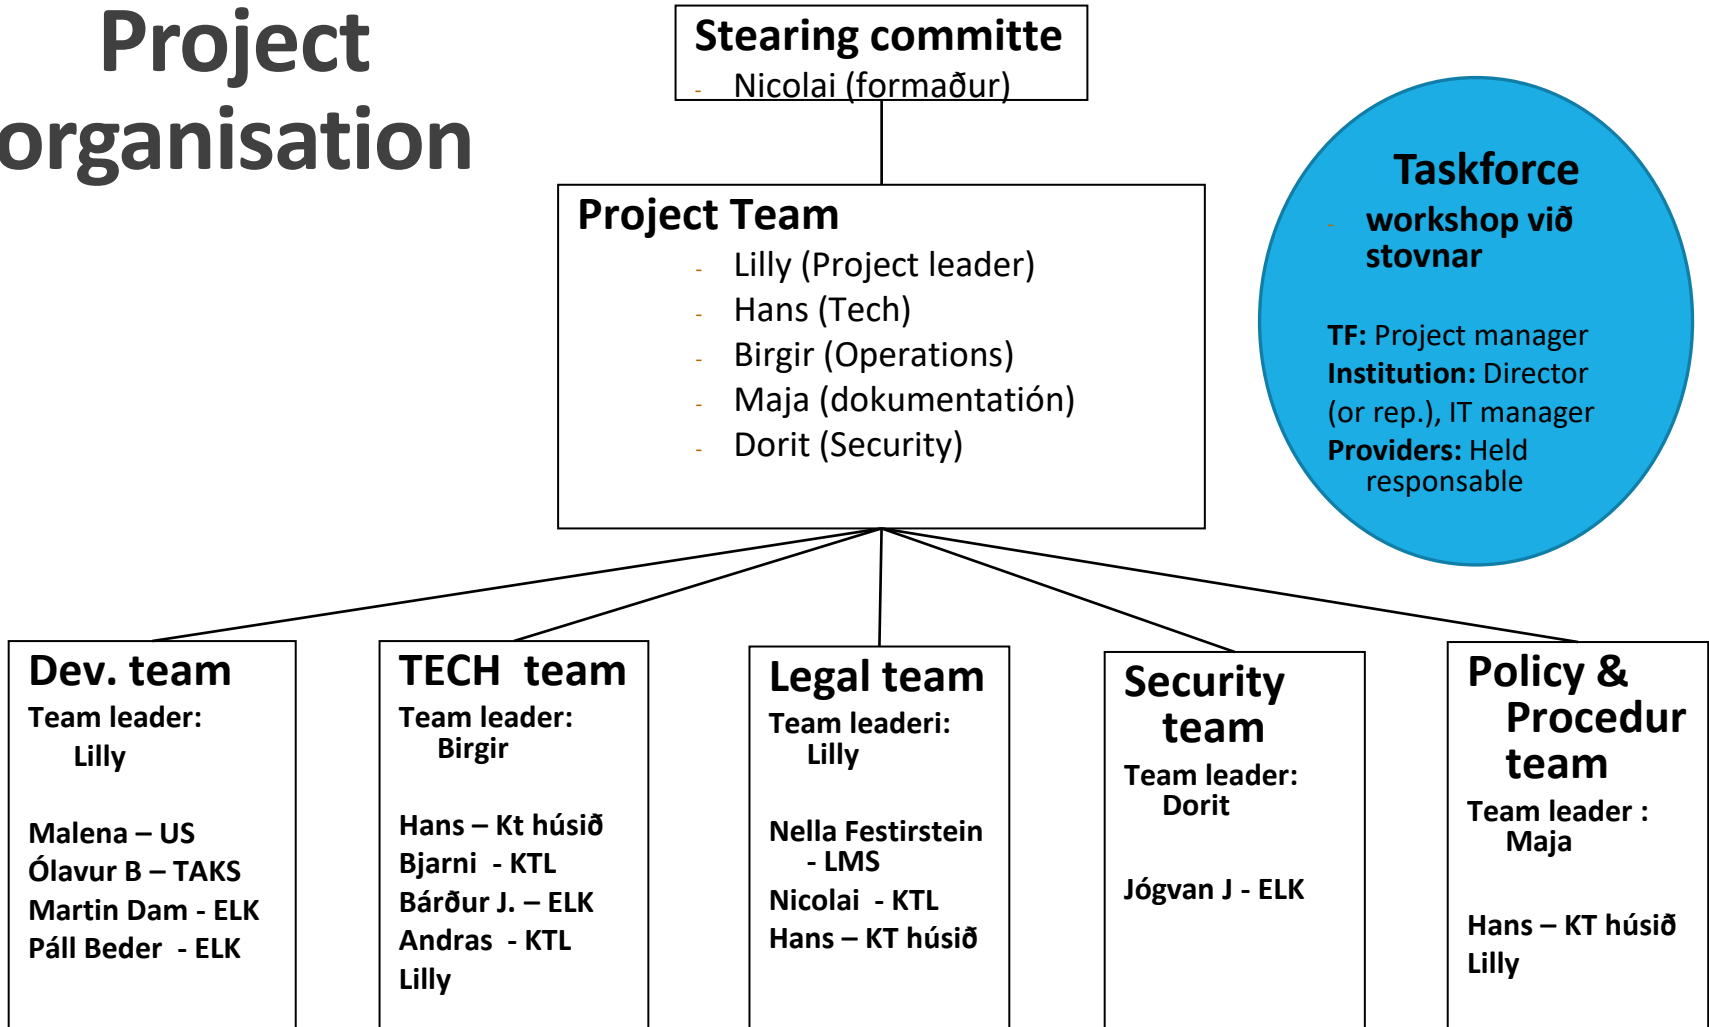 Project
organisation
Stearing committe
- Nicolai (formaður)
Project Team
- Lilly (Project leader)
- Hans (Tech)
- Birgir (Operations)
- Maja (dokumentatión)
- Dorit (Security)
Taskforce
- workshop við
stovnar
TF: Project manager
Institution: Director
(or rep.), IT manager
Providers: Held
responsable
Dev. team
Team leader:
Lilly
Malena – US
Ólavur B – TAKS
Martin Dam - ELK
Páll Beder - ELK
TECH team
Team leader:
Birgir
Hans – Kt húsið
Bjarni - KTL
Bárður J. – ELK
Andras - KTL
Lilly
Legal team
Team leaderi:
Lilly
Nella Festirstein
- LMS
Nicolai - KTL
Hans – KT húsið
Security
team
Team leader:
Dorit
Jógvan J - ELK
Policy &
Procedur
team
Team leader :
Maja
Hans – KT húsið
Lilly